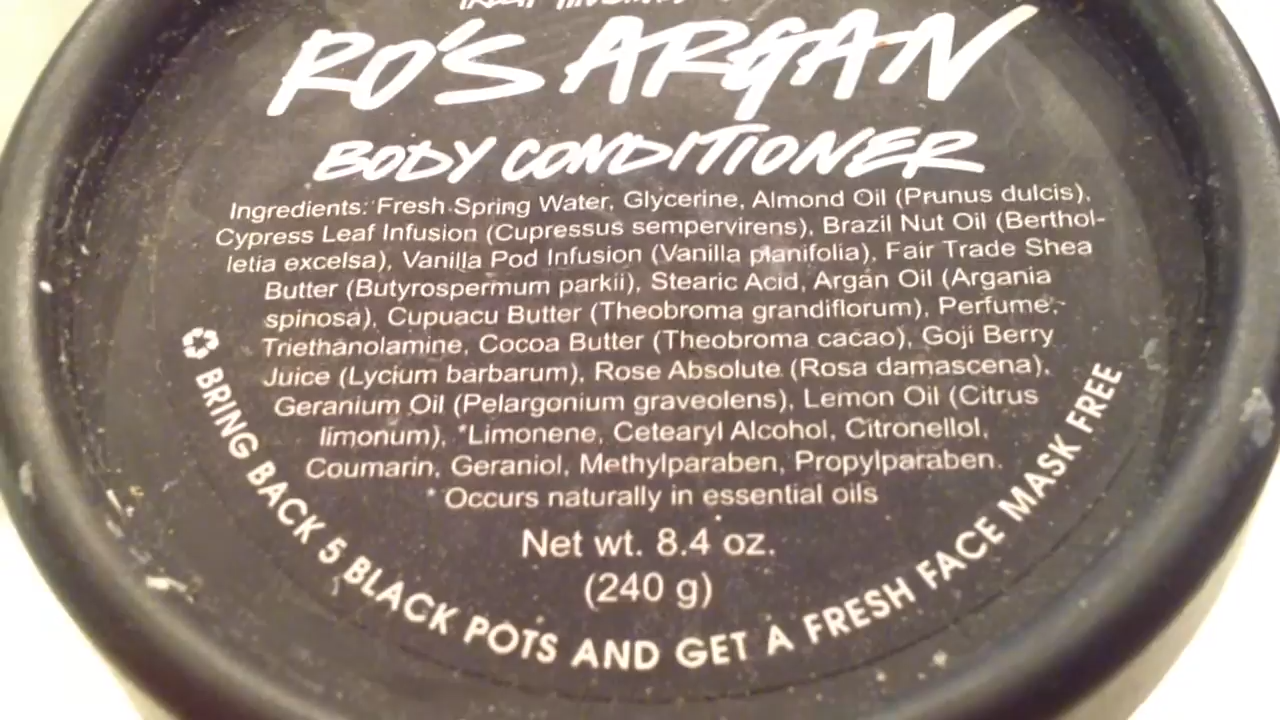 RO'S ARGAN
BODY CONDITIONER
Ingredients: Fresh Spring Water, Glycerine, Almond Oil (Prunus dulcis),
Cypress Leaf Infusion (Cupressus sempervirens), Brazil Nut Oil (Berthol-
letia excelsa), Vanilla Pod Infusion (Vanilla planifolia), Fair Trade Shea
Butter (Butyrospermum parkii), Stearic Acid, Argan Oil (Argania
spinosa), Cupuacu Butter (Theobroma grandiflorum), Perfume,
Triethanolamine, Cocoa Butter (Theobroma cacao), Goji Berry
Juice (Lycium barbarum), Rose Absolute (Rosa damascena),
Geranium Oil (Pelargonium graveolens), Lemon Oil (Citrus
limonum), *Limonene, Cetearyl Alcohol, Citronellol,
Coumarin, Geraniol, Methylparaben, Propylparaben.
* Occurs naturally in essential oils
Net wt. 8.4 oz.
(240 g)
BRING BACK 5 BLACK POTS AND GET A FRESH FACE MASK FREE